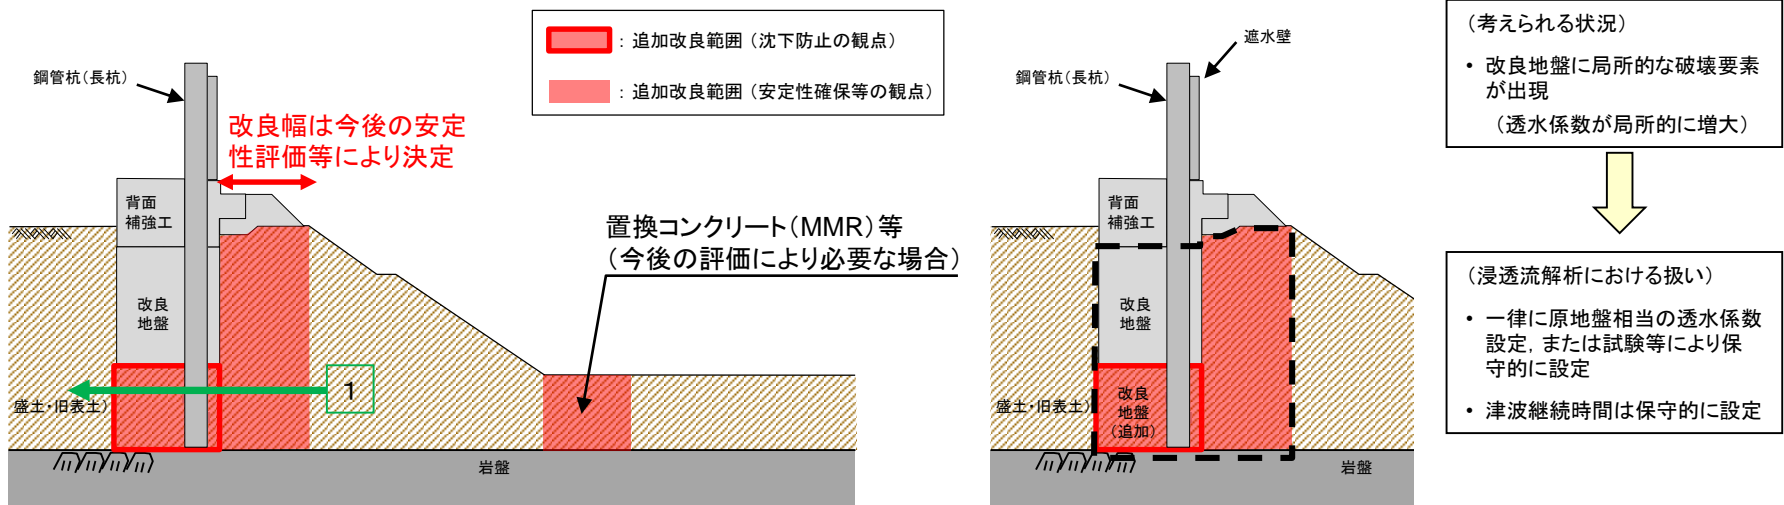 ：追加改良範囲（沈下防止の観点）
：追加改良範囲（安定性確保等の観点）
鋼管杭（長杭）
改良幅は今後の安定
性評価等により決定
背面
補強工
置換コンクリート（MMR）等
（今後の評価により必要な場合）
改良
地盤
1
盛土・旧表土）
岩盤
遮水壁
鋼管杭（長杭）
背面
補強工
改良
地盤
盛土・旧表土）
改良
地盤
（追加）
岩盤
（考えられる状況）
• 改良地盤に局所的な破壊要素
が出現
（透水係数が局所的に増大）
（浸透流解析における扱い）
• 一律に原地盤相当の透水係数
設定，または試験等により保
守的に設定
• 津波継続時間は保守的に設定